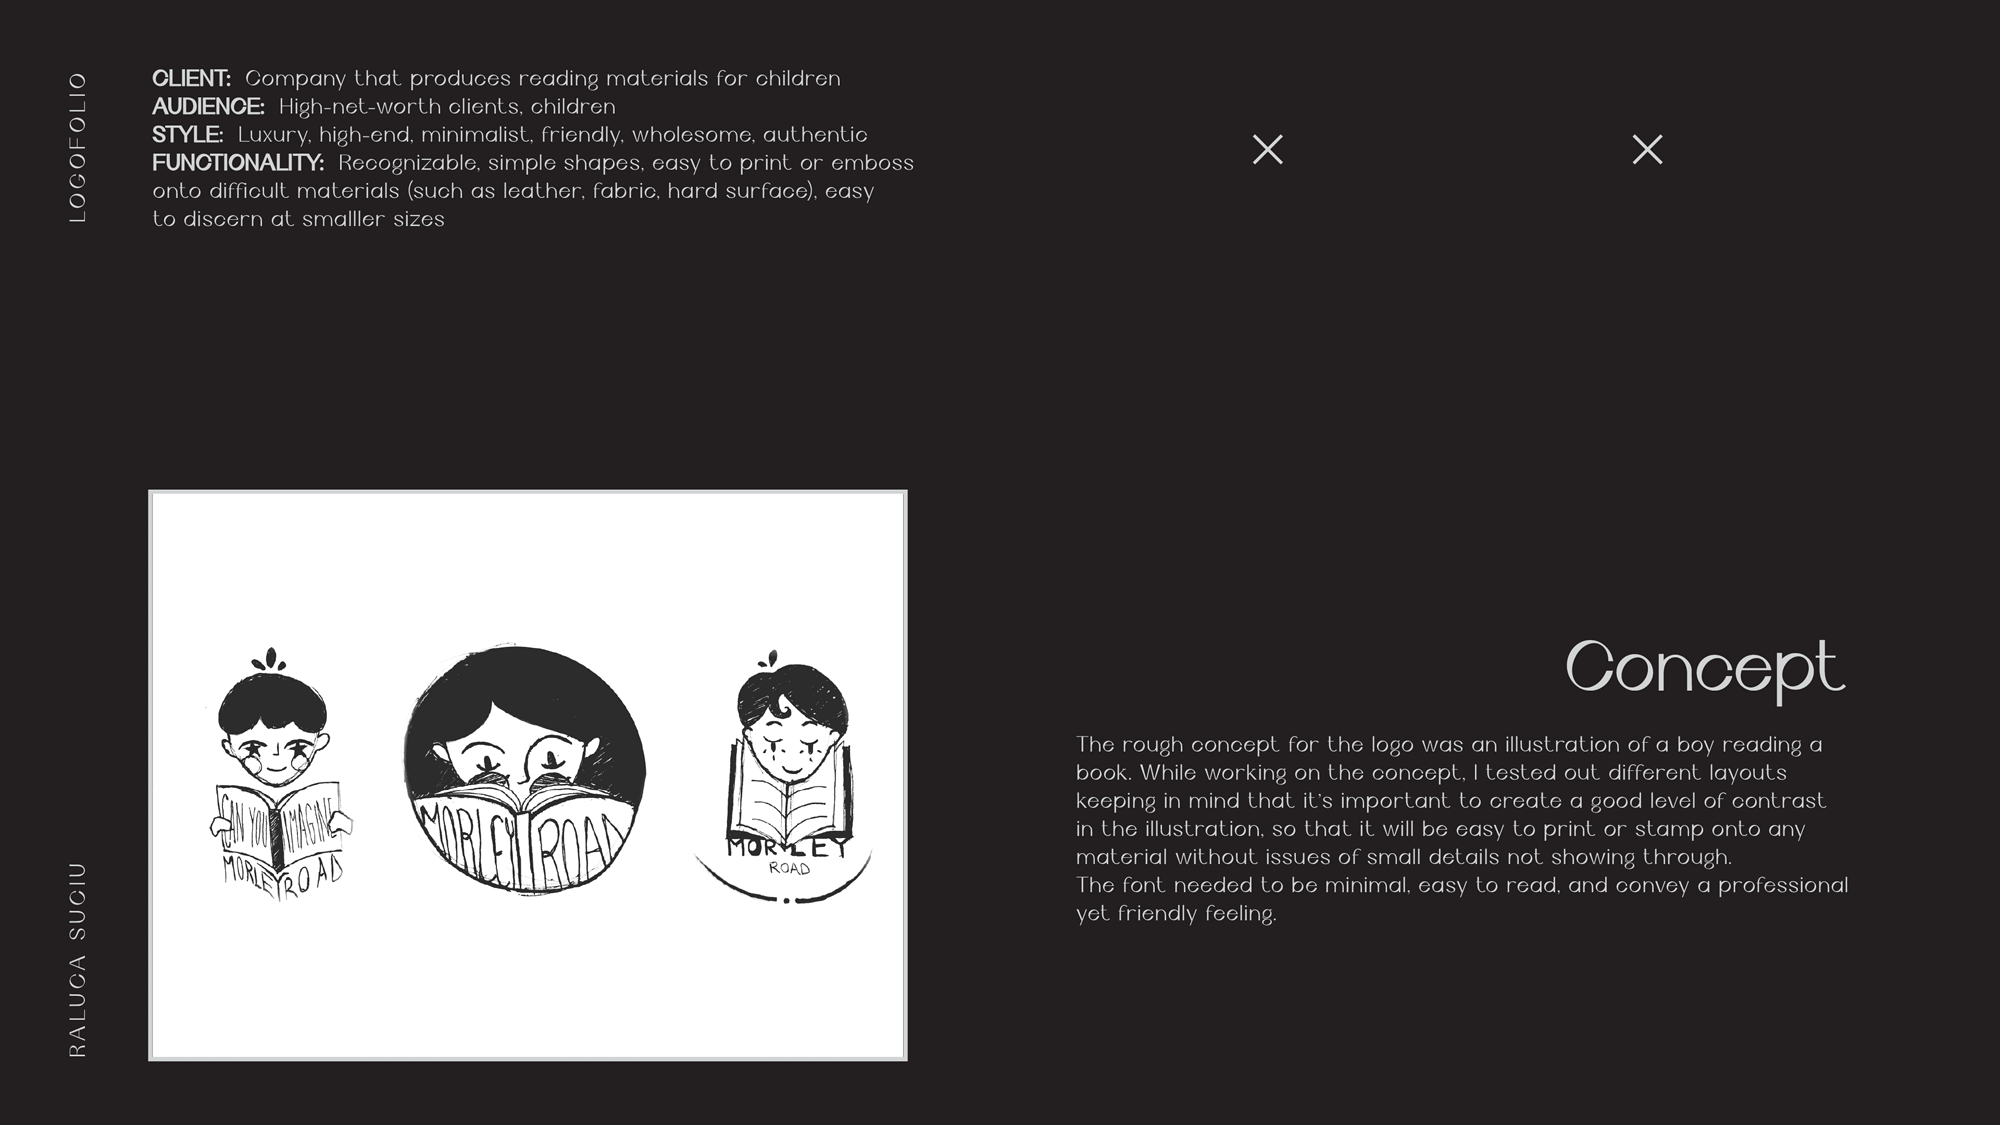 LOGOFOLIO
CLIENT: Company that produces reading materials for children
AUDIENCE: High-net-worth clients, children
STYLE: Luxury, high-end, minimalist, friendly, wholesome, authentic
FUNCTIONALITY: Recognizable, simple shapes, easy to print or emboss
onto difficult materials (such as leather, fabric, hard surface), easy
to discern at smalller sizes
CAN YOU IMAGINE
MORLEY ROAD
MORLEY ROAD
MORLEY
ROAD
Concept
The rough concept for the logo was an illustration of a boy reading a
book. While working on the concept, I tested out different layouts
keeping in mind that it's important to create a good level of contrast
in the illustration, so that it will be easy to print or stamp onto any
material without issues of small details not showing through.
The font needed to be minimal, easy to read, and convey a professional
yet friendly feeling.
RALUCA SUCIU